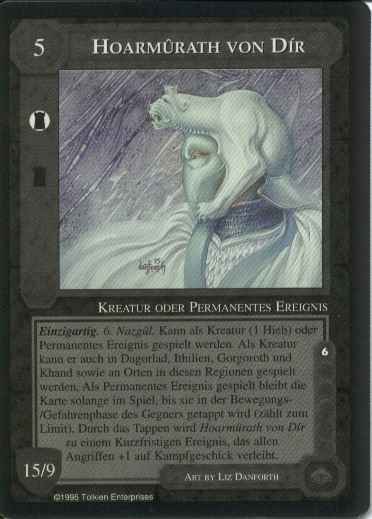 5
HOARMÛRATH VON DÍR
KREATUR ODER PERMANENTES EREIGNIS
Einzigartig. 6. Nazgûl. Kann als Kreatur (1 Hieb) oder
Permanentes Ereignis gespielt werden. Als Kreatur
kann er auch in Dagorlad, Ithilien, Gorgoroth und
Khand sowie an Orten in diesen Regionen gespielt
werden. Als Permanentes Ereignis gespielt bleibt die
Karte solange im Spiel, bis sie in der Bewegungs-
/Gefahrenphase des Gegners getappt wird (zählt zum
Limit). Durch das Tappen wird Hoarmûrath von Dír
zu einem Kurzfristigen Ereignis, das allen
Angriffen +1 auf Kampfgeschick verleiht.
6
15/9
ART BY LIZ DANFORTH
©1995 Tolkien Enterprises